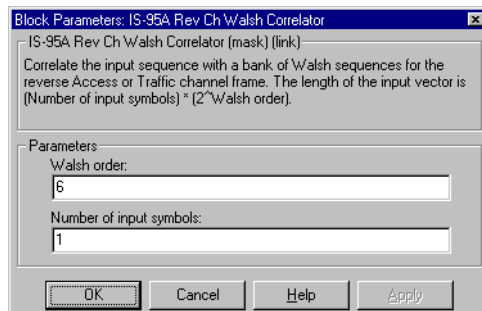 Block Parameters: IS-95A Rev Ch Walsh Correlator
IS-95A Rev Ch Walsh Correlator (mask) (link)
Correlate the input sequence with a bank of Walsh sequences for the
reverse Access or Traffic channel frame. The length of the input vector is
(Number of input symbols) * (2^Walsh order).
Parameters
Walsh order:
6
Number of input symbols:
1
OK Cancel Help Apply